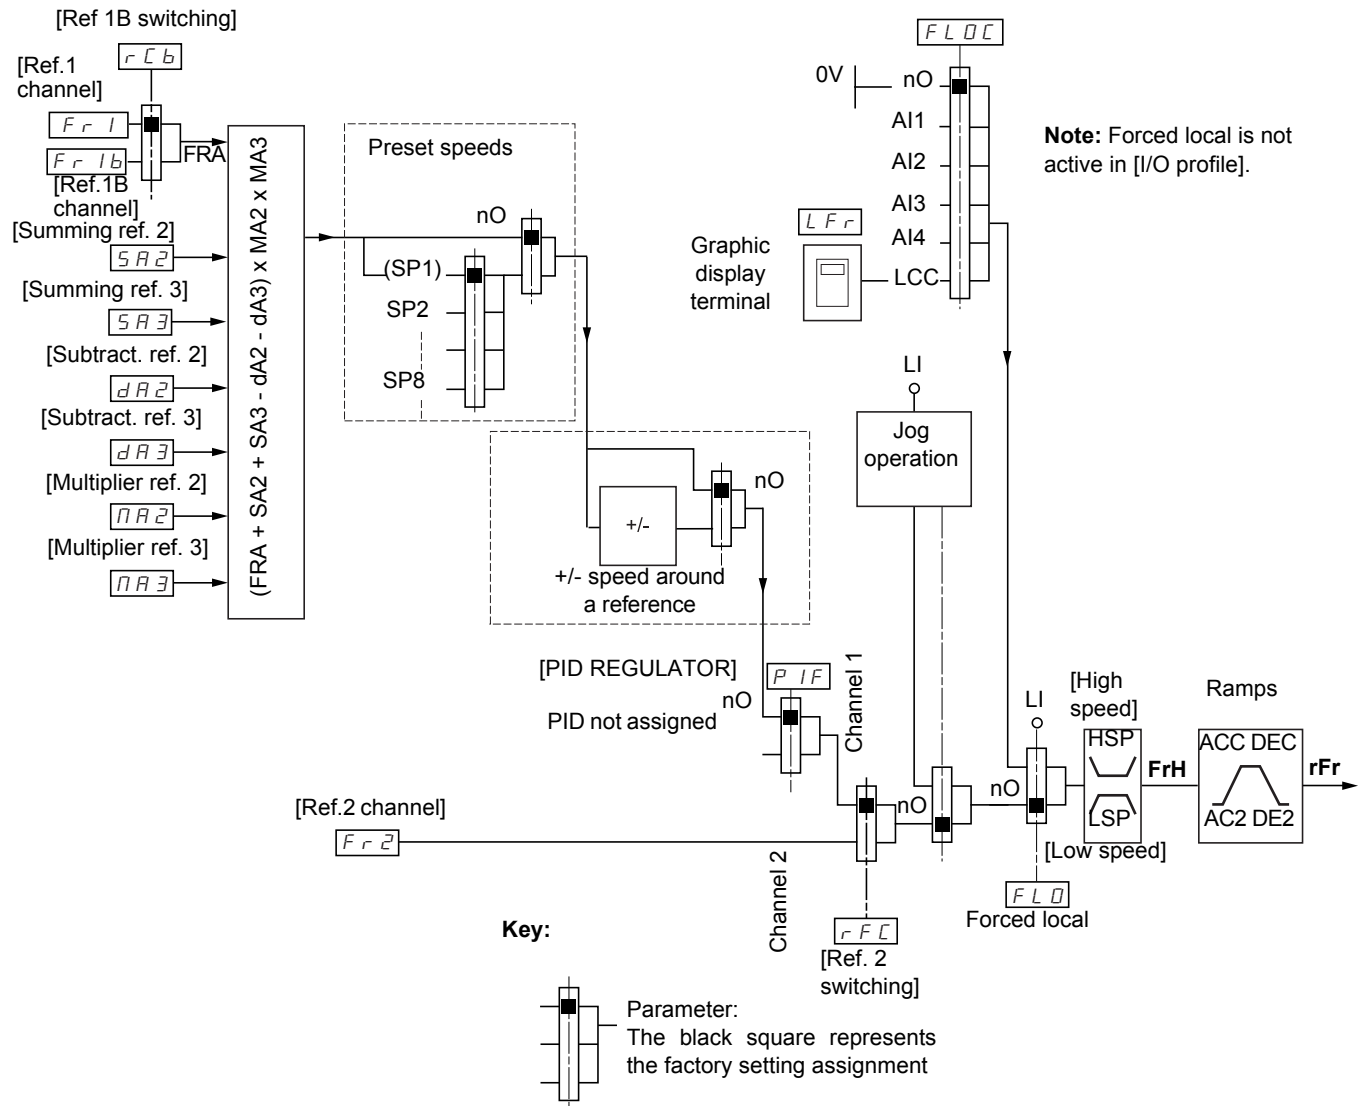 [Ref 1B switching]
rCb
[Ref.1
channel]
Fr1
Fr1b
FRA
[Ref.1B
channel]
[Summing ref. 2]
SA2
[Summing ref. 3]
SA3
[Subtract. ref. 2]
dA2
[Subtract. ref. 3]
dA3
[Multiplier ref. 2]
MA2
[Multiplier ref. 3]
MA3
(FRA + SA2 + SA3 - dA2 - dA3) x MA2 x MA3
Preset speeds
nO
(SP1)
SP2
SP8
+/-
nO
+/- speed around
a reference
FLOC
0V
nO
AI1
AI2
AI3
AI4
LCC
LFr
Graphic
display
terminal
Note: Forced local is not
active in [I/O profile].
LI
Jog
operation
[PID REGULATOR]
PIF
nO
PID not assigned
Channel 1
[Ref.2 channel]
Fr2
Channel 2
nO
rFC
[Ref. 2
switching]
nO
LI
FLO
Forced local
[High
speed]
HSP
LSP
[Low speed]
FrH
Ramps
ACC DEC
AC2 DE2
rFr
Key:
Parameter:
The black square represents
the factory setting assignment